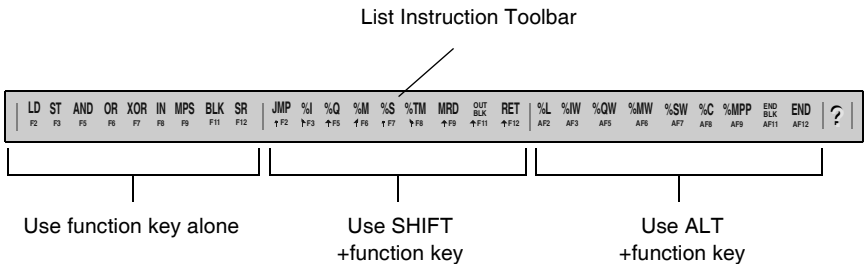 List Instruction Toolbar
LD ST AND OR XOR IN MPS BLK SR JMP %I %Q %M %S %TM MRD OUT BLK RET %L %IW %QW %MW %SW %C %MPP END BLK END ?
F2 F3 F5 F6 F7 F8 F9 F11 F12 ↑F2 ↑F3 ↑F5 ↑F6 ↑F7 ↑F8 ↑F9 ↑F11 ↑F12 AF2 AF3 AF5 AF6 AF7 AF8 AF9 AF11 AF12
Use function key alone Use SHIFT Use ALT
+function key +function key